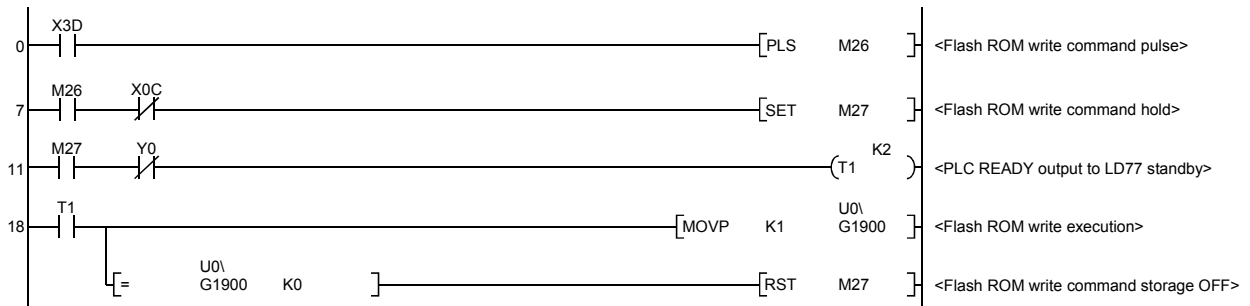 X3D
0 [PLS M26 ] <Flash ROM write command pulse>
M26 X0C
7 [SET M27 ] <Flash ROM write command hold>
M27 Y0 K2
11 (T1 ) <PLC READY output to LD77 standby>
T1 U0\
18 [MOVP K1 G1900 ] <Flash ROM write execution>
U0\
[= G1900 K0 ] [RST M27 ] <Flash ROM write command storage OFF>